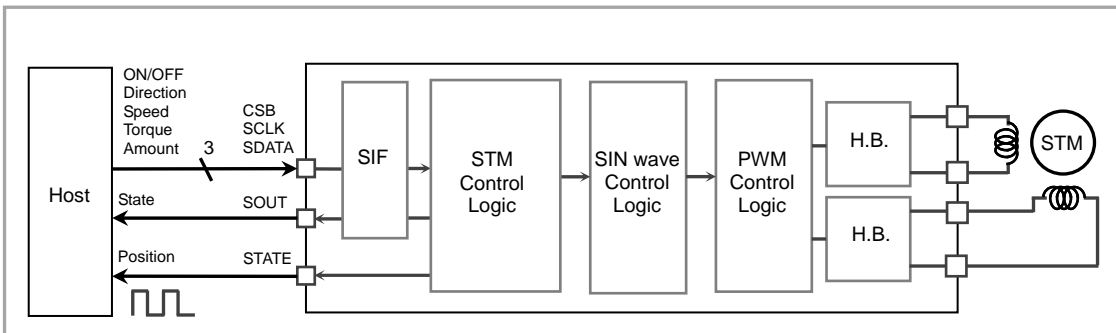 ON/OFF
Direction
Speed
Torque
Amount
3
CSB
SCLK
SDATA
Host
State
SOUT
Position
STATE
SIF
STM
Control
Logic
SIN wave
Control
Logic
PWM
Control
Logic
H.B.
H.B.
STM